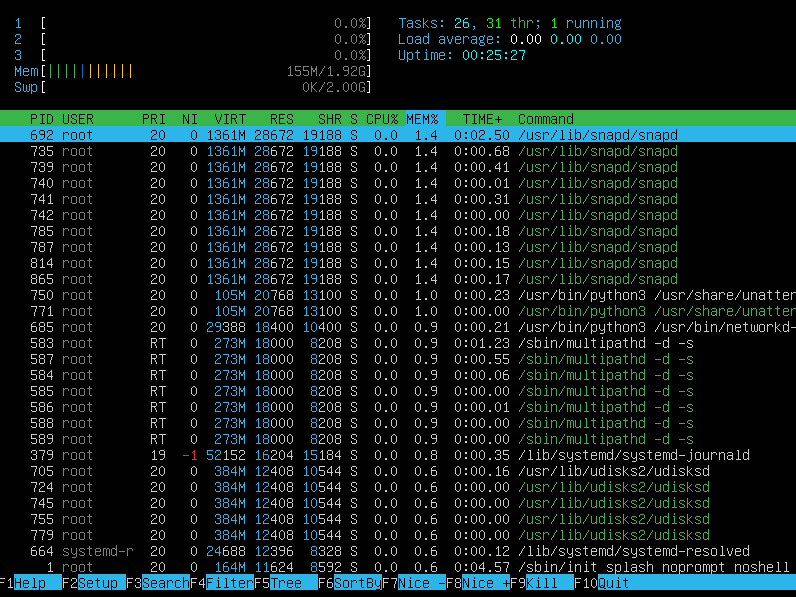 1 [ 0.0%] Tasks: 26, 31 thr; 1 running
2 [ 0.0%] Load average: 0.00 0.00 0.00
3 [ 0.0%] Uptime: 00:25:27
Mem[||||||||||| 155M/1.92G]
Swp[ 0K/2.00G]
PID USER PRI NI VIRT RES SHR S CPU% MEM% TIME+ Command
692 root 20 0 1361M 28672 19188 S 0.0 1.4 0:02.50 /usr/lib/snapd/snapd
735 root 20 0 1361M 28672 19188 S 0.0 1.4 0:00.68 /usr/lib/snapd/snapd
739 root 20 0 1361M 28672 19188 S 0.0 1.4 0:00.41 /usr/lib/snapd/snapd
740 root 20 0 1361M 28672 19188 S 0.0 1.4 0:00.01 /usr/lib/snapd/snapd
741 root 20 0 1361M 28672 19188 S 0.0 1.4 0:00.31 /usr/lib/snapd/snapd
742 root 20 0 1361M 28672 19188 S 0.0 1.4 0:00.00 /usr/lib/snapd/snapd
785 root 20 0 1361M 28672 19188 S 0.0 1.4 0:00.18 /usr/lib/snapd/snapd
787 root 20 0 1361M 28672 19188 S 0.0 1.4 0:00.13 /usr/lib/snapd/snapd
814 root 20 0 1361M 28672 19188 S 0.0 1.4 0:00.15 /usr/lib/snapd/snapd
865 root 20 0 1361M 28672 19188 S 0.0 1.4 0:00.17 /usr/lib/snapd/snapd
750 root 20 0 105M 20768 13100 S 0.0 1.0 0:00.23 /usr/bin/python3 /usr/share/unatten
771 root 20 0 105M 20768 13100 S 0.0 1.0 0:00.00 /usr/bin/python3 /usr/share/unatten
685 root 20 0 29388 18400 10400 S 0.0 0.9 0:00.21 /usr/bin/python3 /usr/bin/networkd-
583 root RT 0 273M 18000 8208 S 0.0 0.9 0:01.23 /sbin/multipathd -d -s
587 root RT 0 273M 18000 8208 S 0.0 0.9 0:00.55 /sbin/multipathd -d -s
584 root RT 0 273M 18000 8208 S 0.0 0.9 0:00.06 /sbin/multipathd -d -s
585 root RT 0 273M 18000 8208 S 0.0 0.9 0:00.00 /sbin/multipathd -d -s
586 root RT 0 273M 18000 8208 S 0.0 0.9 0:00.01 /sbin/multipathd -d -s
588 root RT 0 273M 18000 8208 S 0.0 0.9 0:00.00 /sbin/multipathd -d -s
589 root RT 0 273M 18000 8208 S 0.0 0.9 0:00.00 /sbin/multipathd -d -s
379 root 19 -1 52152 16204 15184 S 0.0 0.8 0:00.35 /lib/systemd/systemd-journald
705 root 20 0 384M 12408 10544 S 0.0 0.6 0:00.16 /usr/lib/udisks2/udisksd
724 root 20 0 384M 12408 10544 S 0.0 0.6 0:00.00 /usr/lib/udisks2/udisksd
745 root 20 0 384M 12408 10544 S 0.0 0.6 0:00.00 /usr/lib/udisks2/udisksd
755 root 20 0 384M 12408 10544 S 0.0 0.6 0:00.00 /usr/lib/udisks2/udisksd
779 root 20 0 384M 12408 10544 S 0.0 0.6 0:00.00 /usr/lib/udisks2/udisksd
664 systemd-r 20 0 24688 12396 8328 S 0.0 0.6 0:00.12 /lib/systemd/systemd-resolved
1 root 20 0 164M 11624 8592 S 0.0 0.6 0:04.57 /sbin/init splash noprompt noshell
F1Help F2Setup F3SearchF4FilterF5Tree F6SortByF7Nice -F8Nice +F9Kill F10Quit